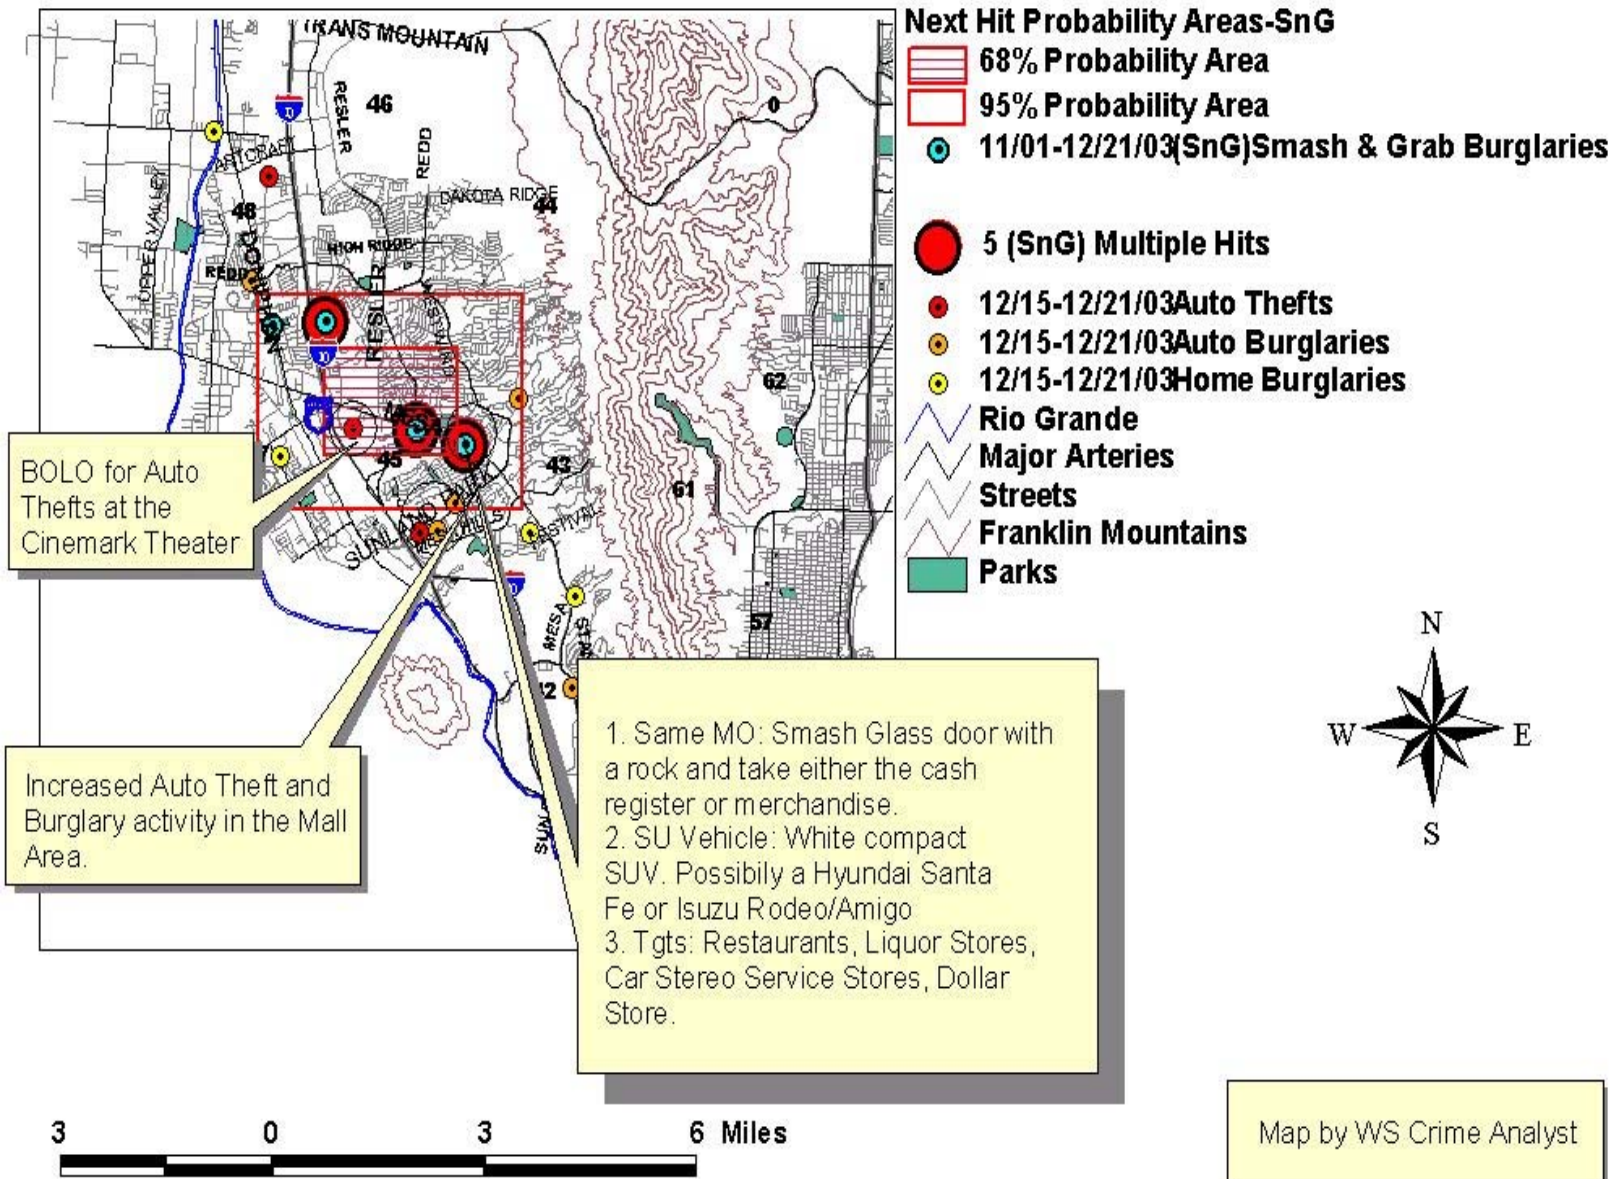 Next Hit Probability Areas-SnG
68% Probability Area
95% Probability Area
11/01-12/21/03(SnG)Smash & Grab Burglaries
5 (SnG) Multiple Hits
12/15-12/21/03Auto Thefts
12/15-12/21/03Auto Burglaries
12/15-12/21/03Home Burglaries
Rio Grande
Major Arteries
Streets
Franklin Mountains
Parks
TRANS MOUNTAIN
RESLER
46
REDD
0
ARTCRAFT
UPPER VALLEY
48
DAKOTA RIDGE
44
HIGH RIDGE
REDD
DONIPHAN
RESLER
WESTWIND
10
62
45
43
61
SUNLAND PARK
FESTIVAL
57
MESA
SUN
BOLO for Auto
Thefts at the
Cinemark Theater
Increased Auto Theft and
Burglary activity in the Mall
Area.
1. Same MO: Smash Glass door with
a rock and take either the cash
register or merchandise.
2. SU Vehicle: White compact
SUV. Possibily a Hyundai Santa
Fe or Isuzu Rodeo/Amigo
3. Tgts: Restaurants, Liquor Stores,
Car Stereo Service Stores, Dollar
Store.
N
W
E
S
3 0 3 6 Miles
Map by WS Crime Analyst